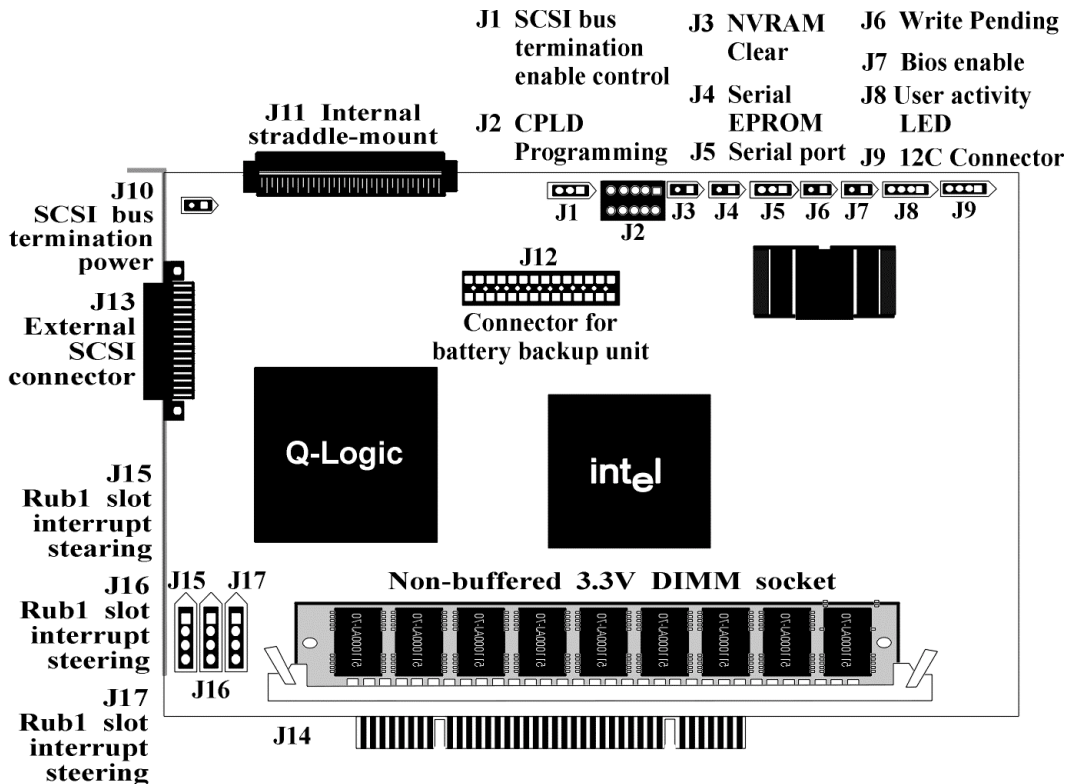 J1 SCSI bus
termination
enable control
J2 CPLD
Programming
J3 NVRAM
Clear
J4 Serial
EPROM
J5 Serial port
J6 Write Pending
J7 Bios enable
J8 User activity
LED
J9 12C Connector
J11 Internal
straddle-mount
J10
SCSI bus
termination
power
J1
J2
J3
J4
J5
J6
J7
J8
J9
J12
Connector for
battery backup unit
J13
External
SCSI
connector
Q-Logic
intel
J15
Rub1 slot
interrupt
stearing
J16
Rub1 slot
interrupt
steering
J17
Rub1 slot
interrupt
steering
J15
J17
J16
Non-buffered 3.3V DIMM socket
J14